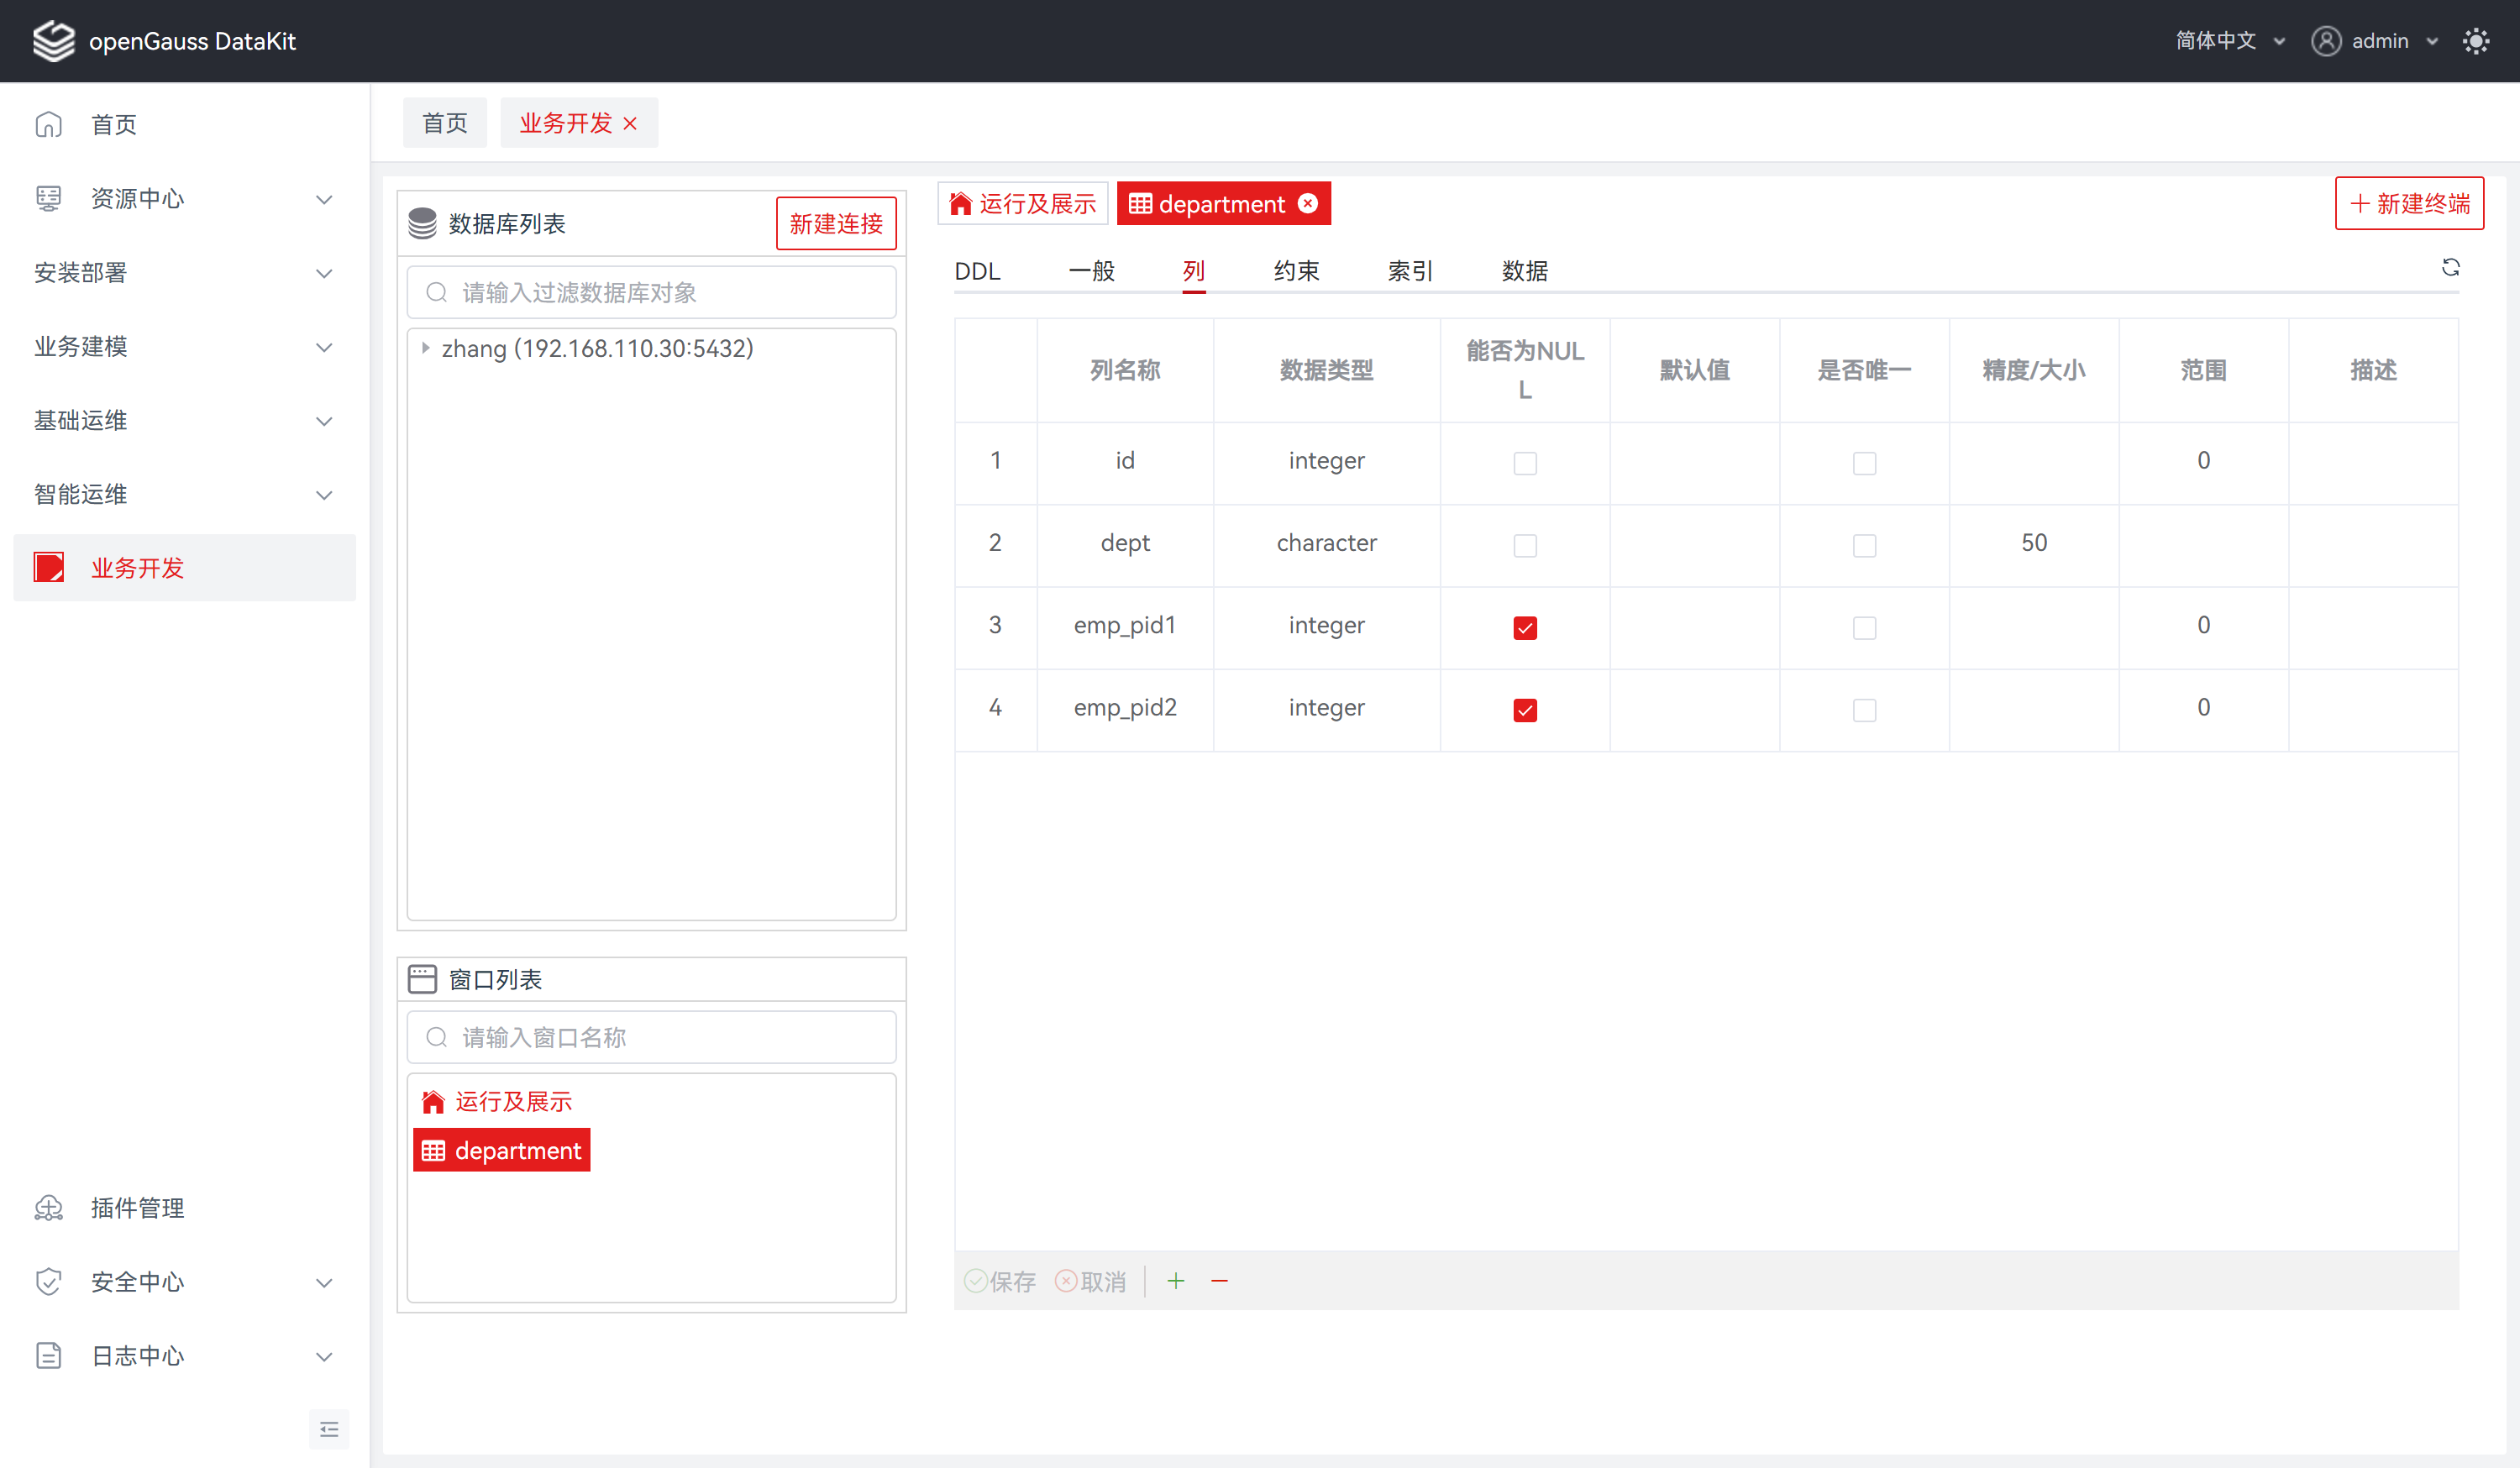 openGauss DataKit
简体中文
admin
首页
资源中心
安装部署
业务建模
基础运维
智能运维
业务开发
插件管理
安全中心
日志中心
首页
业务开发
数据库列表
新建连接
请输入过滤数据库对象
zhang (192.168.110.30:5432)
窗口列表
请输入窗口名称
运行及展示
department
运行及展示
department
新建终端
DDL 一般 列 约束 索引 数据
列名称 数据类型 能否为NUL
L 默认值 是否唯一 精度/大小 范围 描述
1 id integer 0
2 dept character 50
3 emp_pid1 integer 0
4 emp_pid2 integer 0
保存 取消